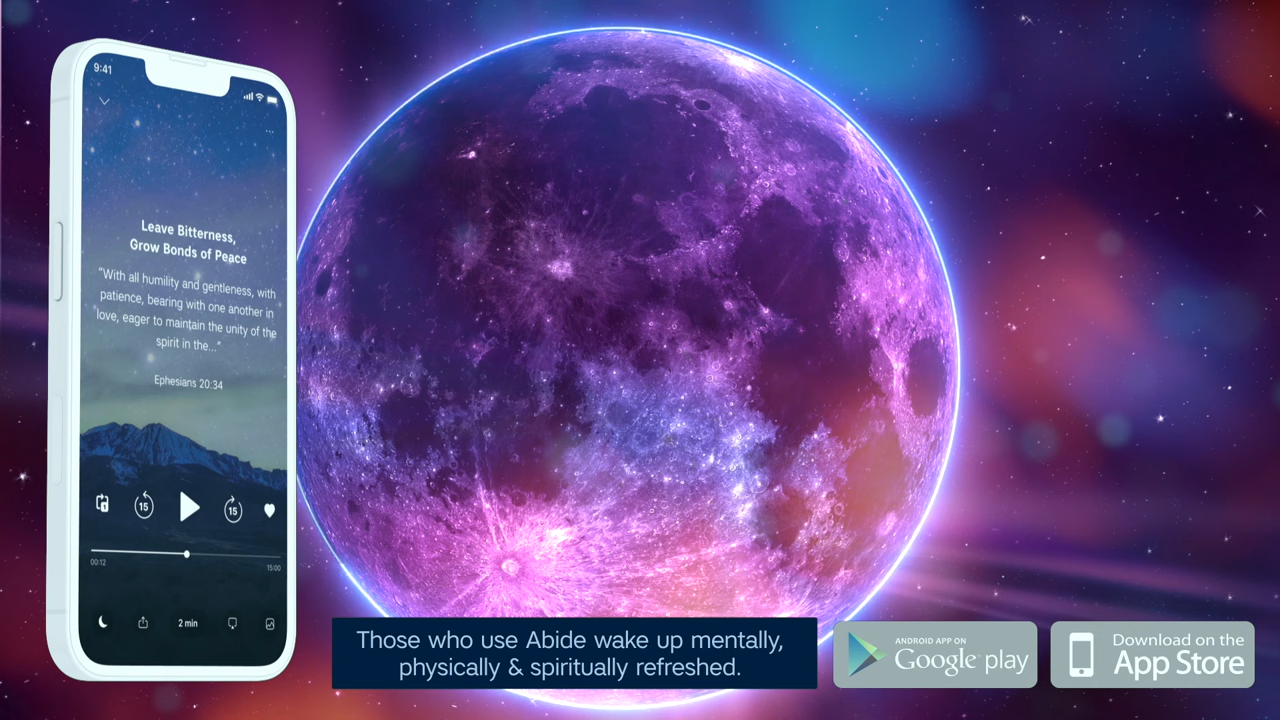 9:41
Leave Bitterness,
Grow Bonds of Peace
"With all humility and gentleness, with
patience, bearing with one another in
love, eager to maintain the unity of the
spirit in the..."
Ephesians 20:34
15
15
00:12
15:00
2 min
Those who use Abide wake up mentally,
physically & spiritually refreshed.
ANDROID APP ON
Google play
Download on the
App Store